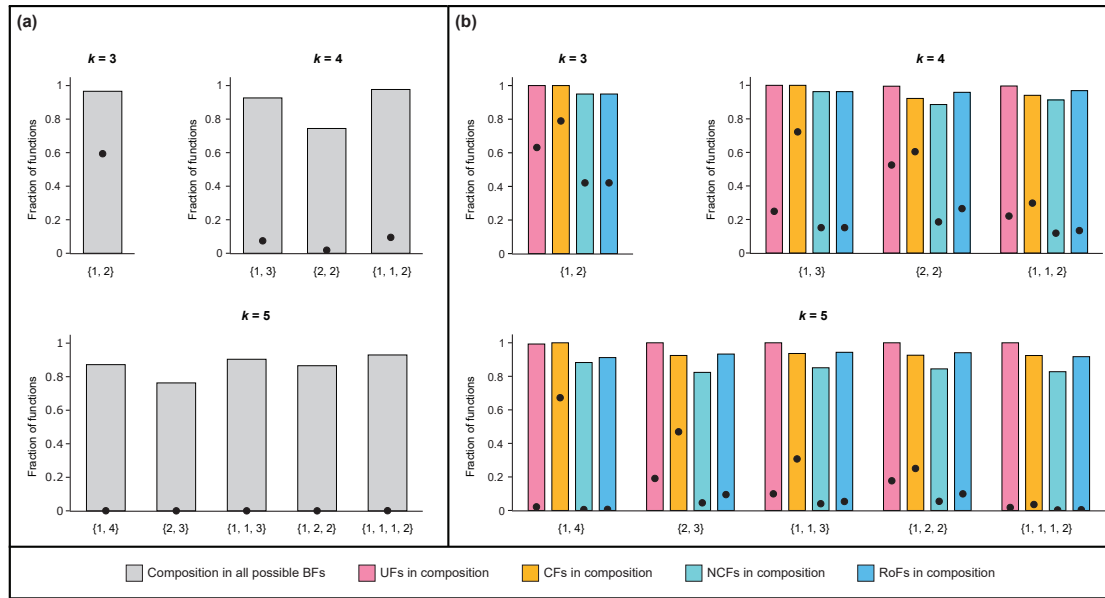 (a)
k = 3
k = 4
Fraction of functions
1
0.8
0.6
0.4
0.2
0
{1, 2}
Fraction of functions
1
0.8
0.6
0.4
0.2
0
{1, 3} {2, 2} {1, 1, 2}
k = 5
Fraction of functions
1
0.8
0.6
0.4
0.2
0
{1, 4} {2, 3} {1, 1, 3} {1, 2, 2} {1, 1, 1, 2}
(b)
k = 3
k = 4
Fraction of functions
1
0.8
0.6
0.4
0.2
0
{1, 2}
Fraction of functions
1
0.8
0.6
0.4
0.2
0
{1, 3} {2, 2} {1, 1, 2}
k = 5
Fraction of functions
1
0.8
0.6
0.4
0.2
0
{1, 4} {2, 3} {1, 1, 3} {1, 2, 2} {1, 1, 1, 2}
Composition in all possible BFs UFs in composition CFs in composition NCFs in composition RoFs in composition